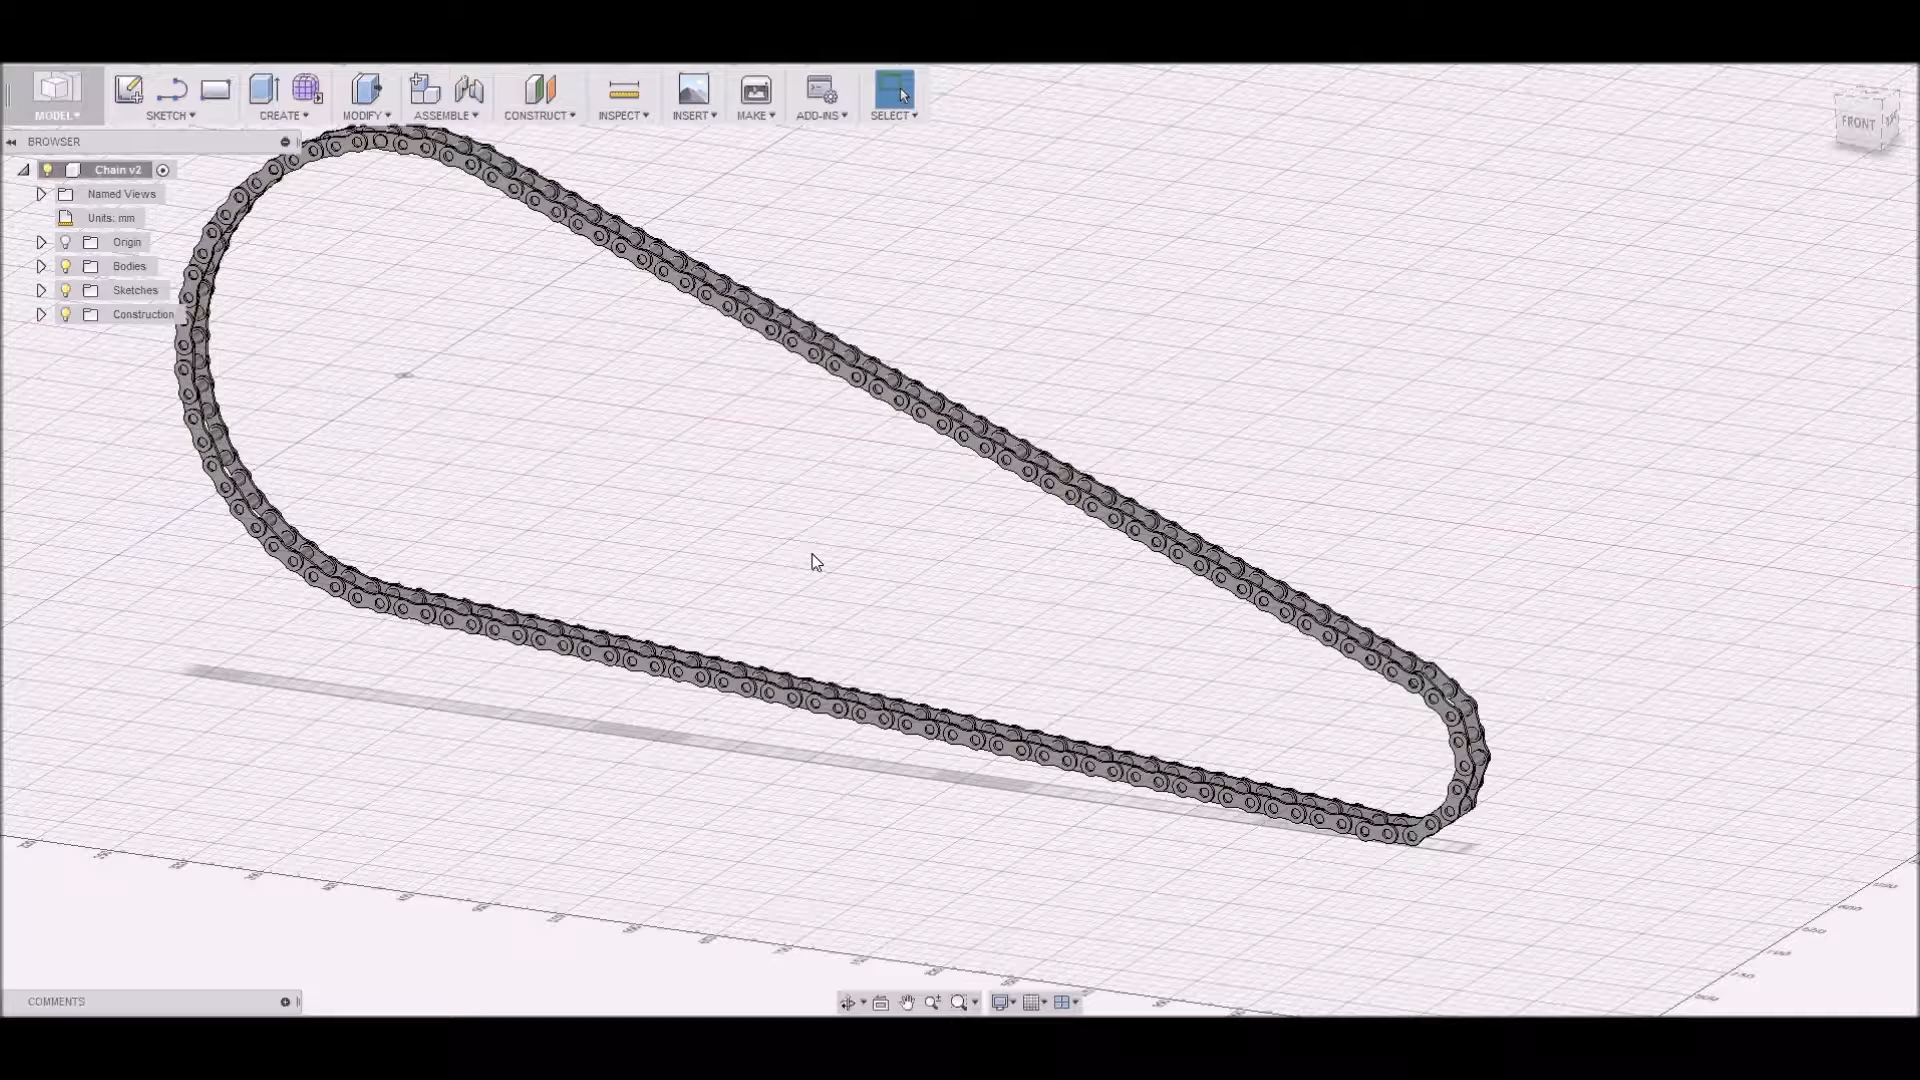 MODEL
SKETCH
CREATE
MODIFY
ASSEMBLE
CONSTRUCT
INSPECT
INSERT
MAKE
ADD-INS
SELECT
FRONT
BROWSER
Chain v2
Named Views
Units: mm
Origin
Bodies
Sketches
Construction
COMMENTS